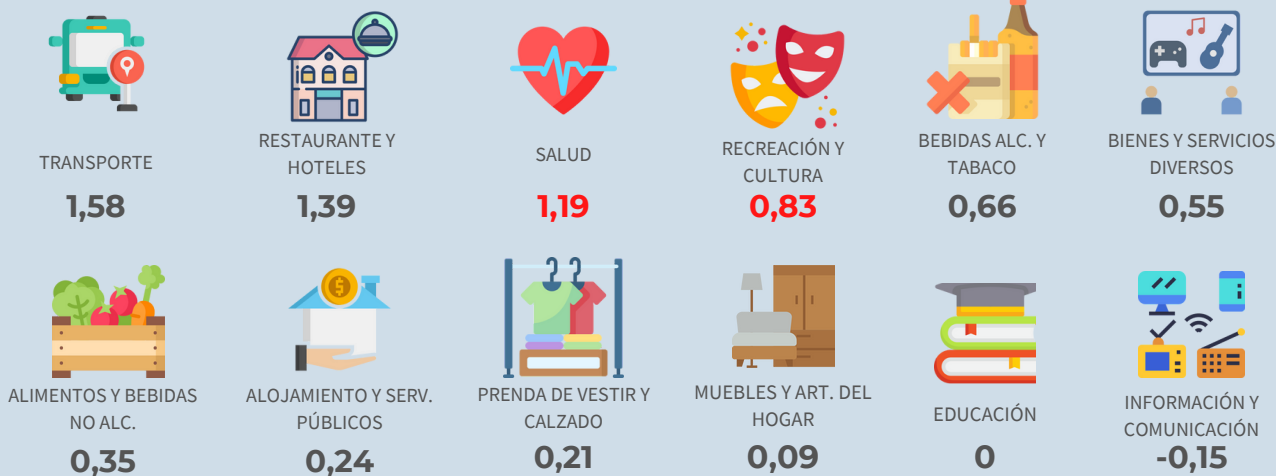 TRANSPORTE
1,58
RESTAURANTE Y
HOTELES
1,39
SALUD
1,19
RECREACIÓN Y
CULTURA
0,83
BEBIDAS ALC. Y
TABACO
0,66
BIENES Y SERVICIOS
DIVERSOS
0,55
ALIMENTOS Y BEBIDAS
NO ALC.
0,35
ALOJAMIENTO Y SERV.
PÚBLICOS
0,24
PRENDA DE VESTIR Y
CALZADO
0,21
MUEBLES Y ART. DEL
HOGAR
0,09
EDUCACIÓN
0
INFORMACIÓN Y
COMUNICACIÓN
-0,15